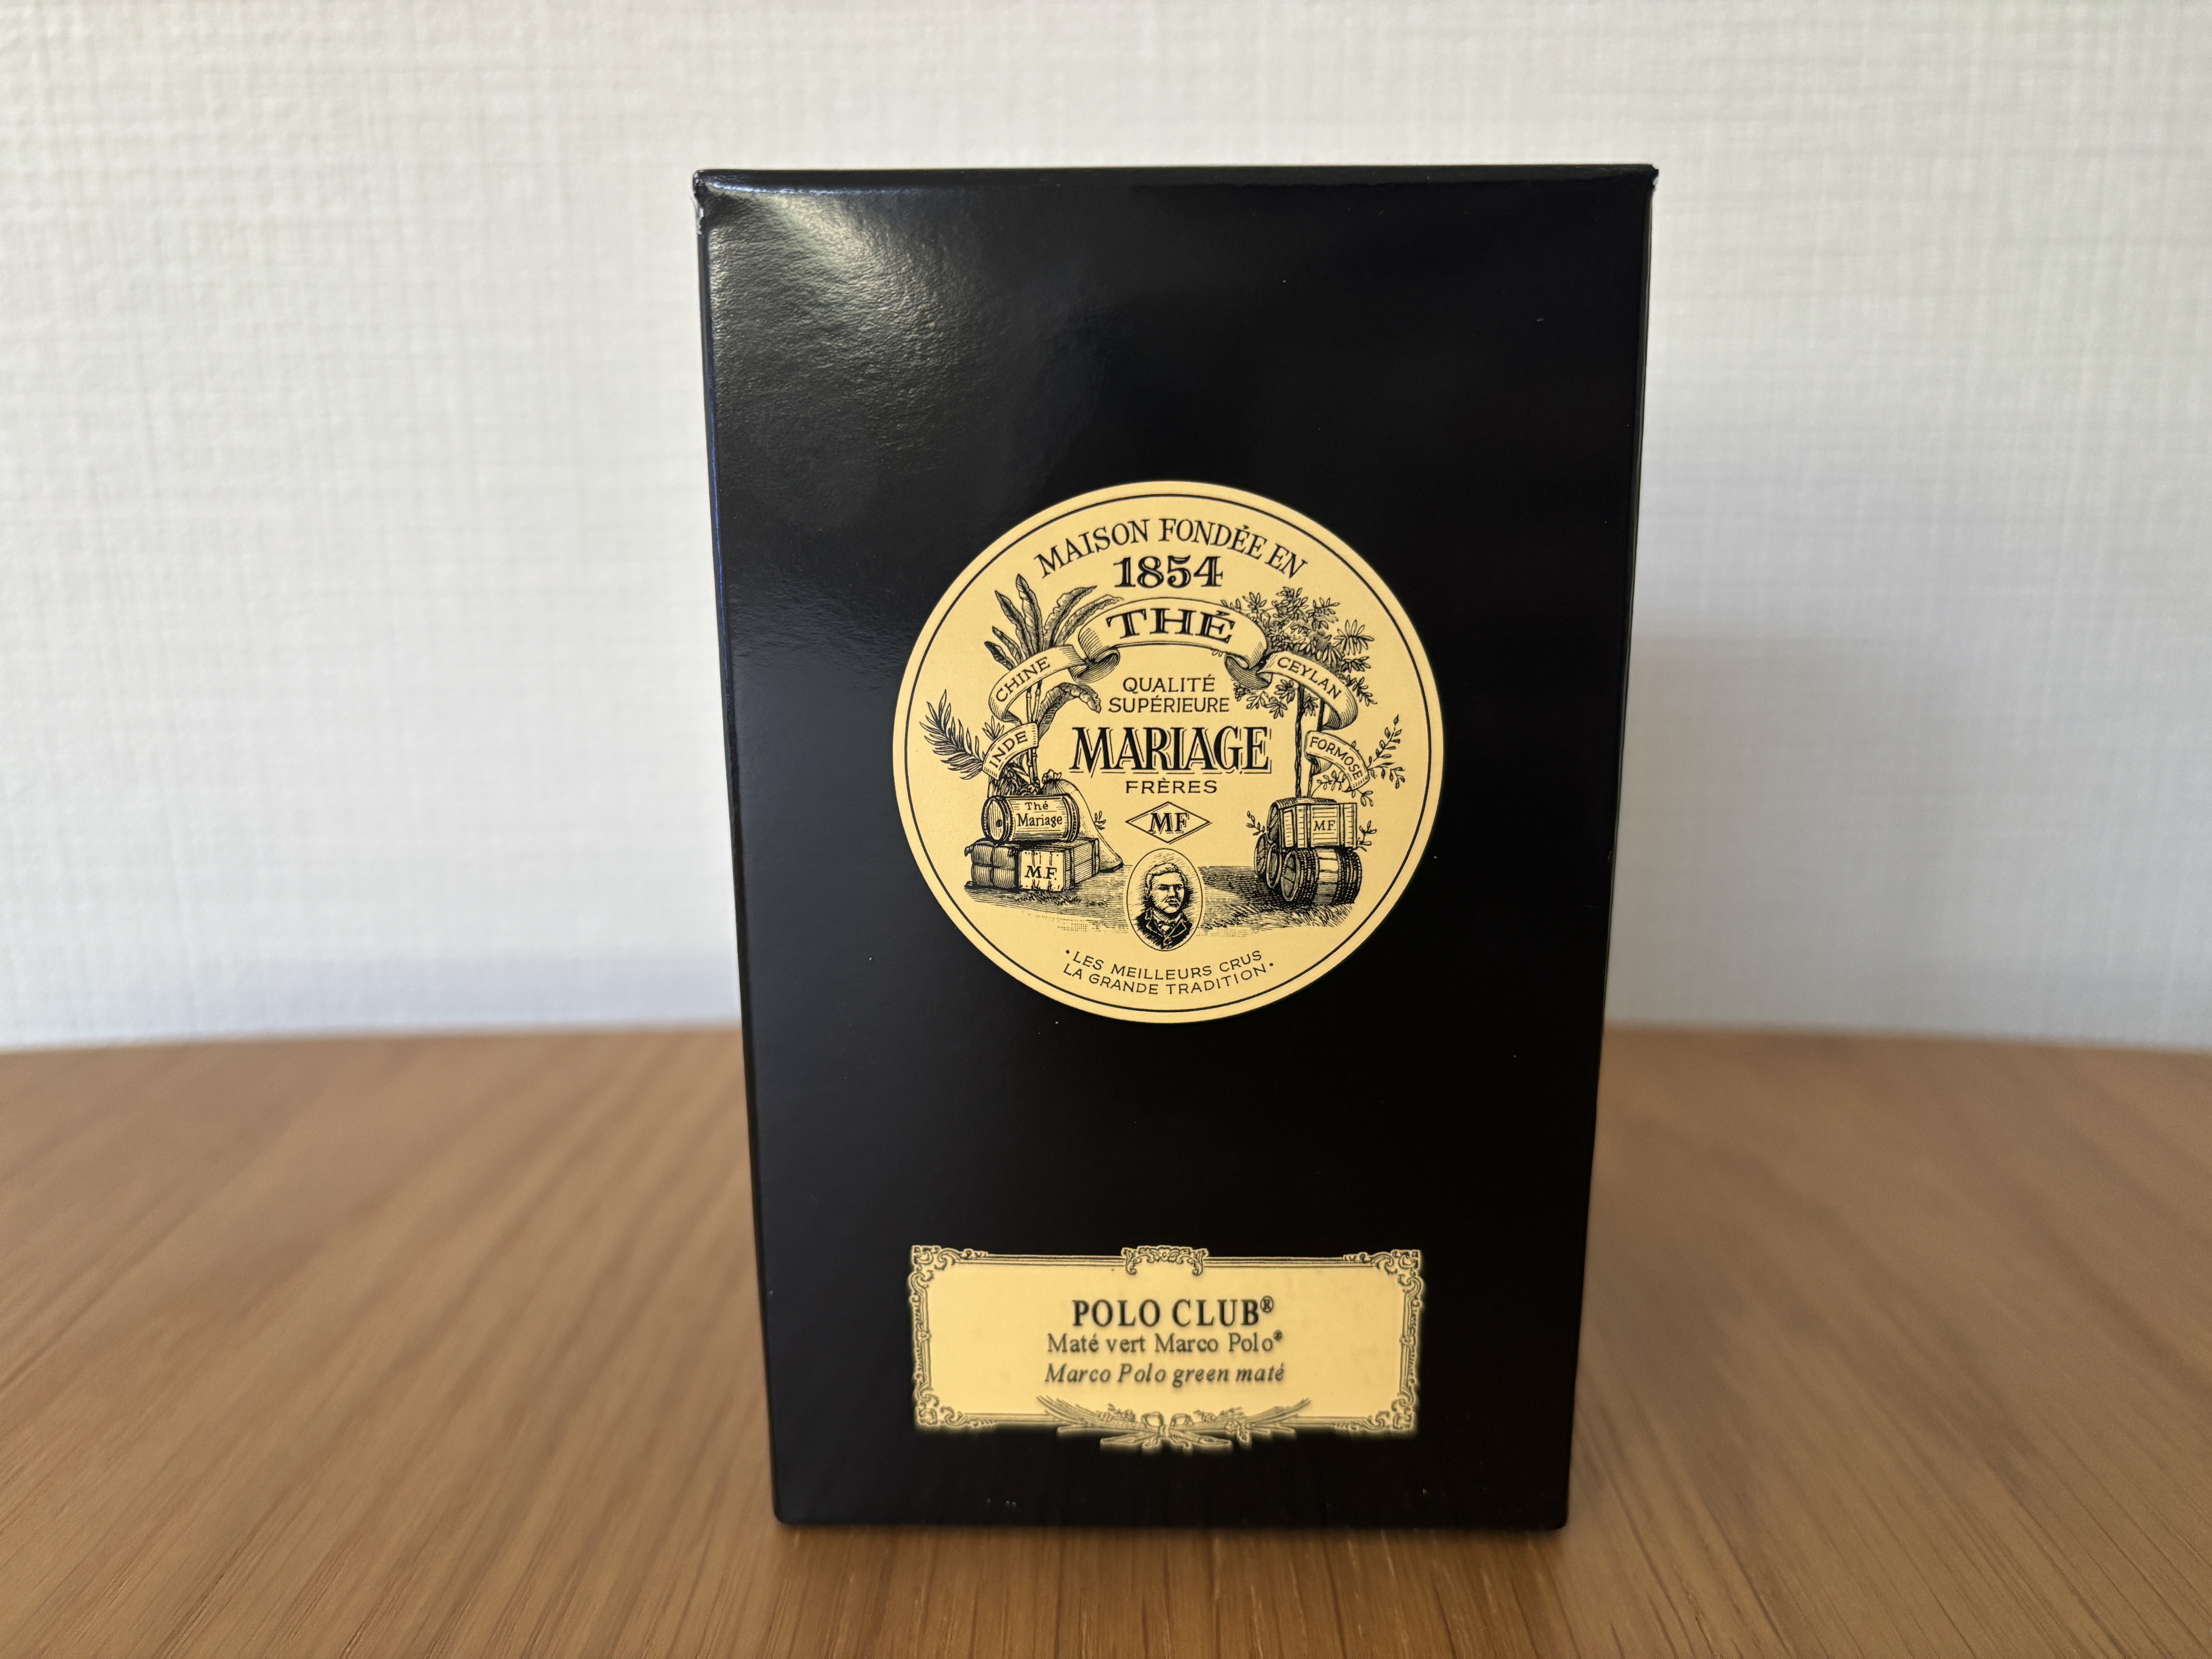 MAISON FONDÉE EN
1854
THÉ
CHINE
CEYLAN
QUALITÉ
SUPÉRIEURE
INDE
MARIAGE
FORMOSE
FRÈRES
Thé
Mariage
MF
MF
M.F.
·LES MEILLEURS CRUS
LA GRANDE TRADITION·
POLO CLUB®
Maté vert Marco Polo®
Marco Polo green maté